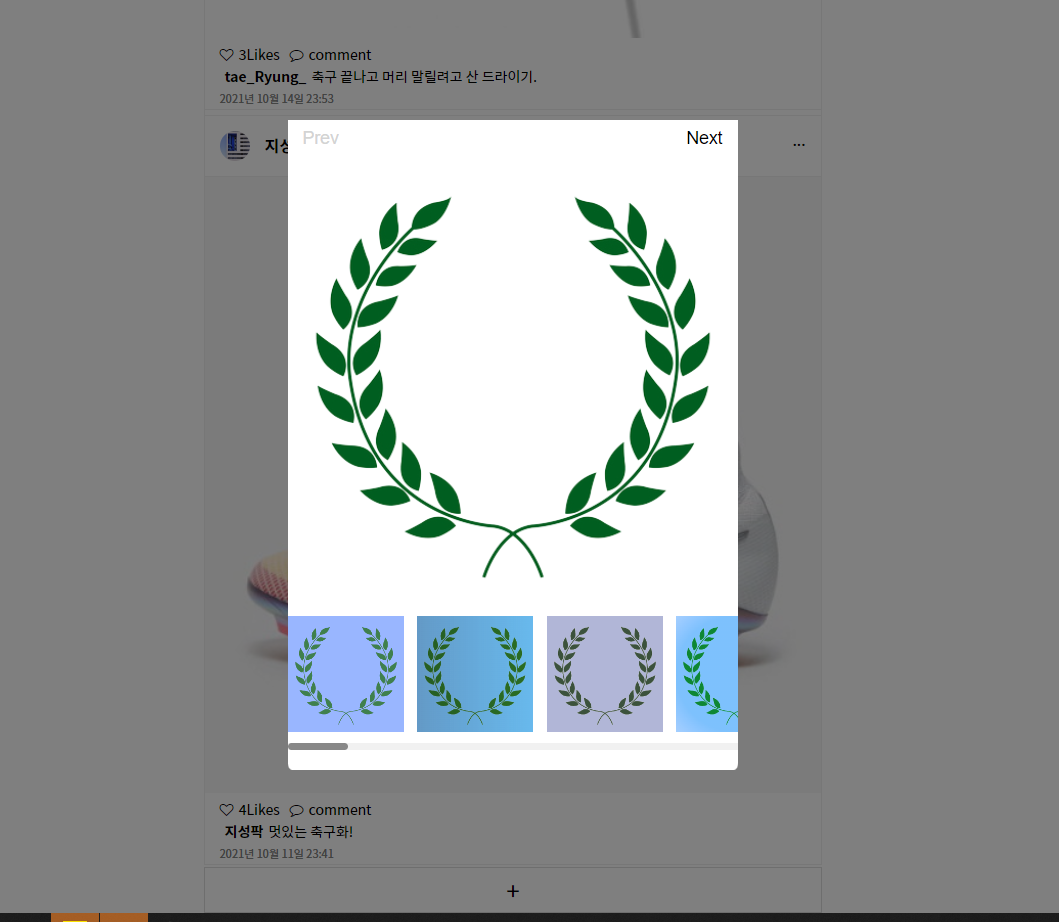 3Likes comment
tae_Ryung_ 축구 끝나고 머리 말릴려고 산 드라이기.
2021년 10월 14일 23:53
Prev
Next
지성
...
4Likes comment
지성팍 멋있는 축구화!
2021년 10월 11일 23:41
+